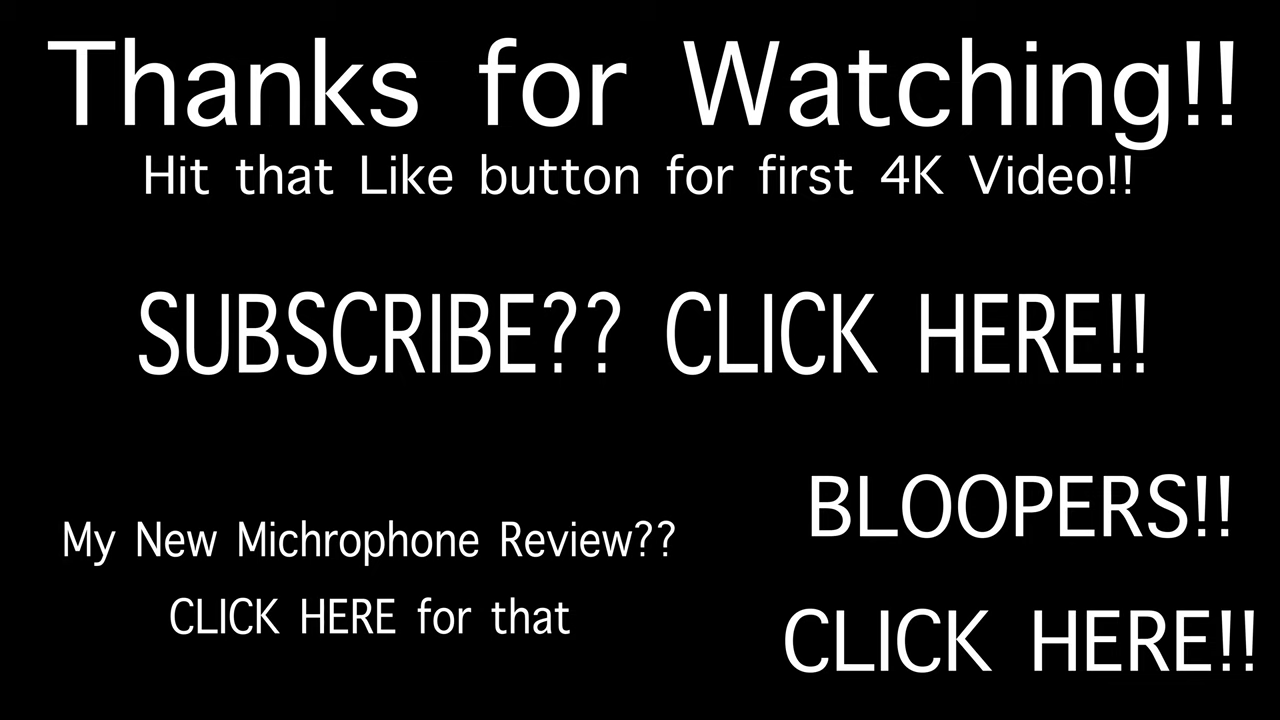 Thanks for Watching!!
Hit that Like button for first 4K Video!!
SUBSCRIBE?? CLICK HERE!!
My New Michrophone Review??
CLICK HERE for that
BLOOPERS!!
CLICK HERE!!